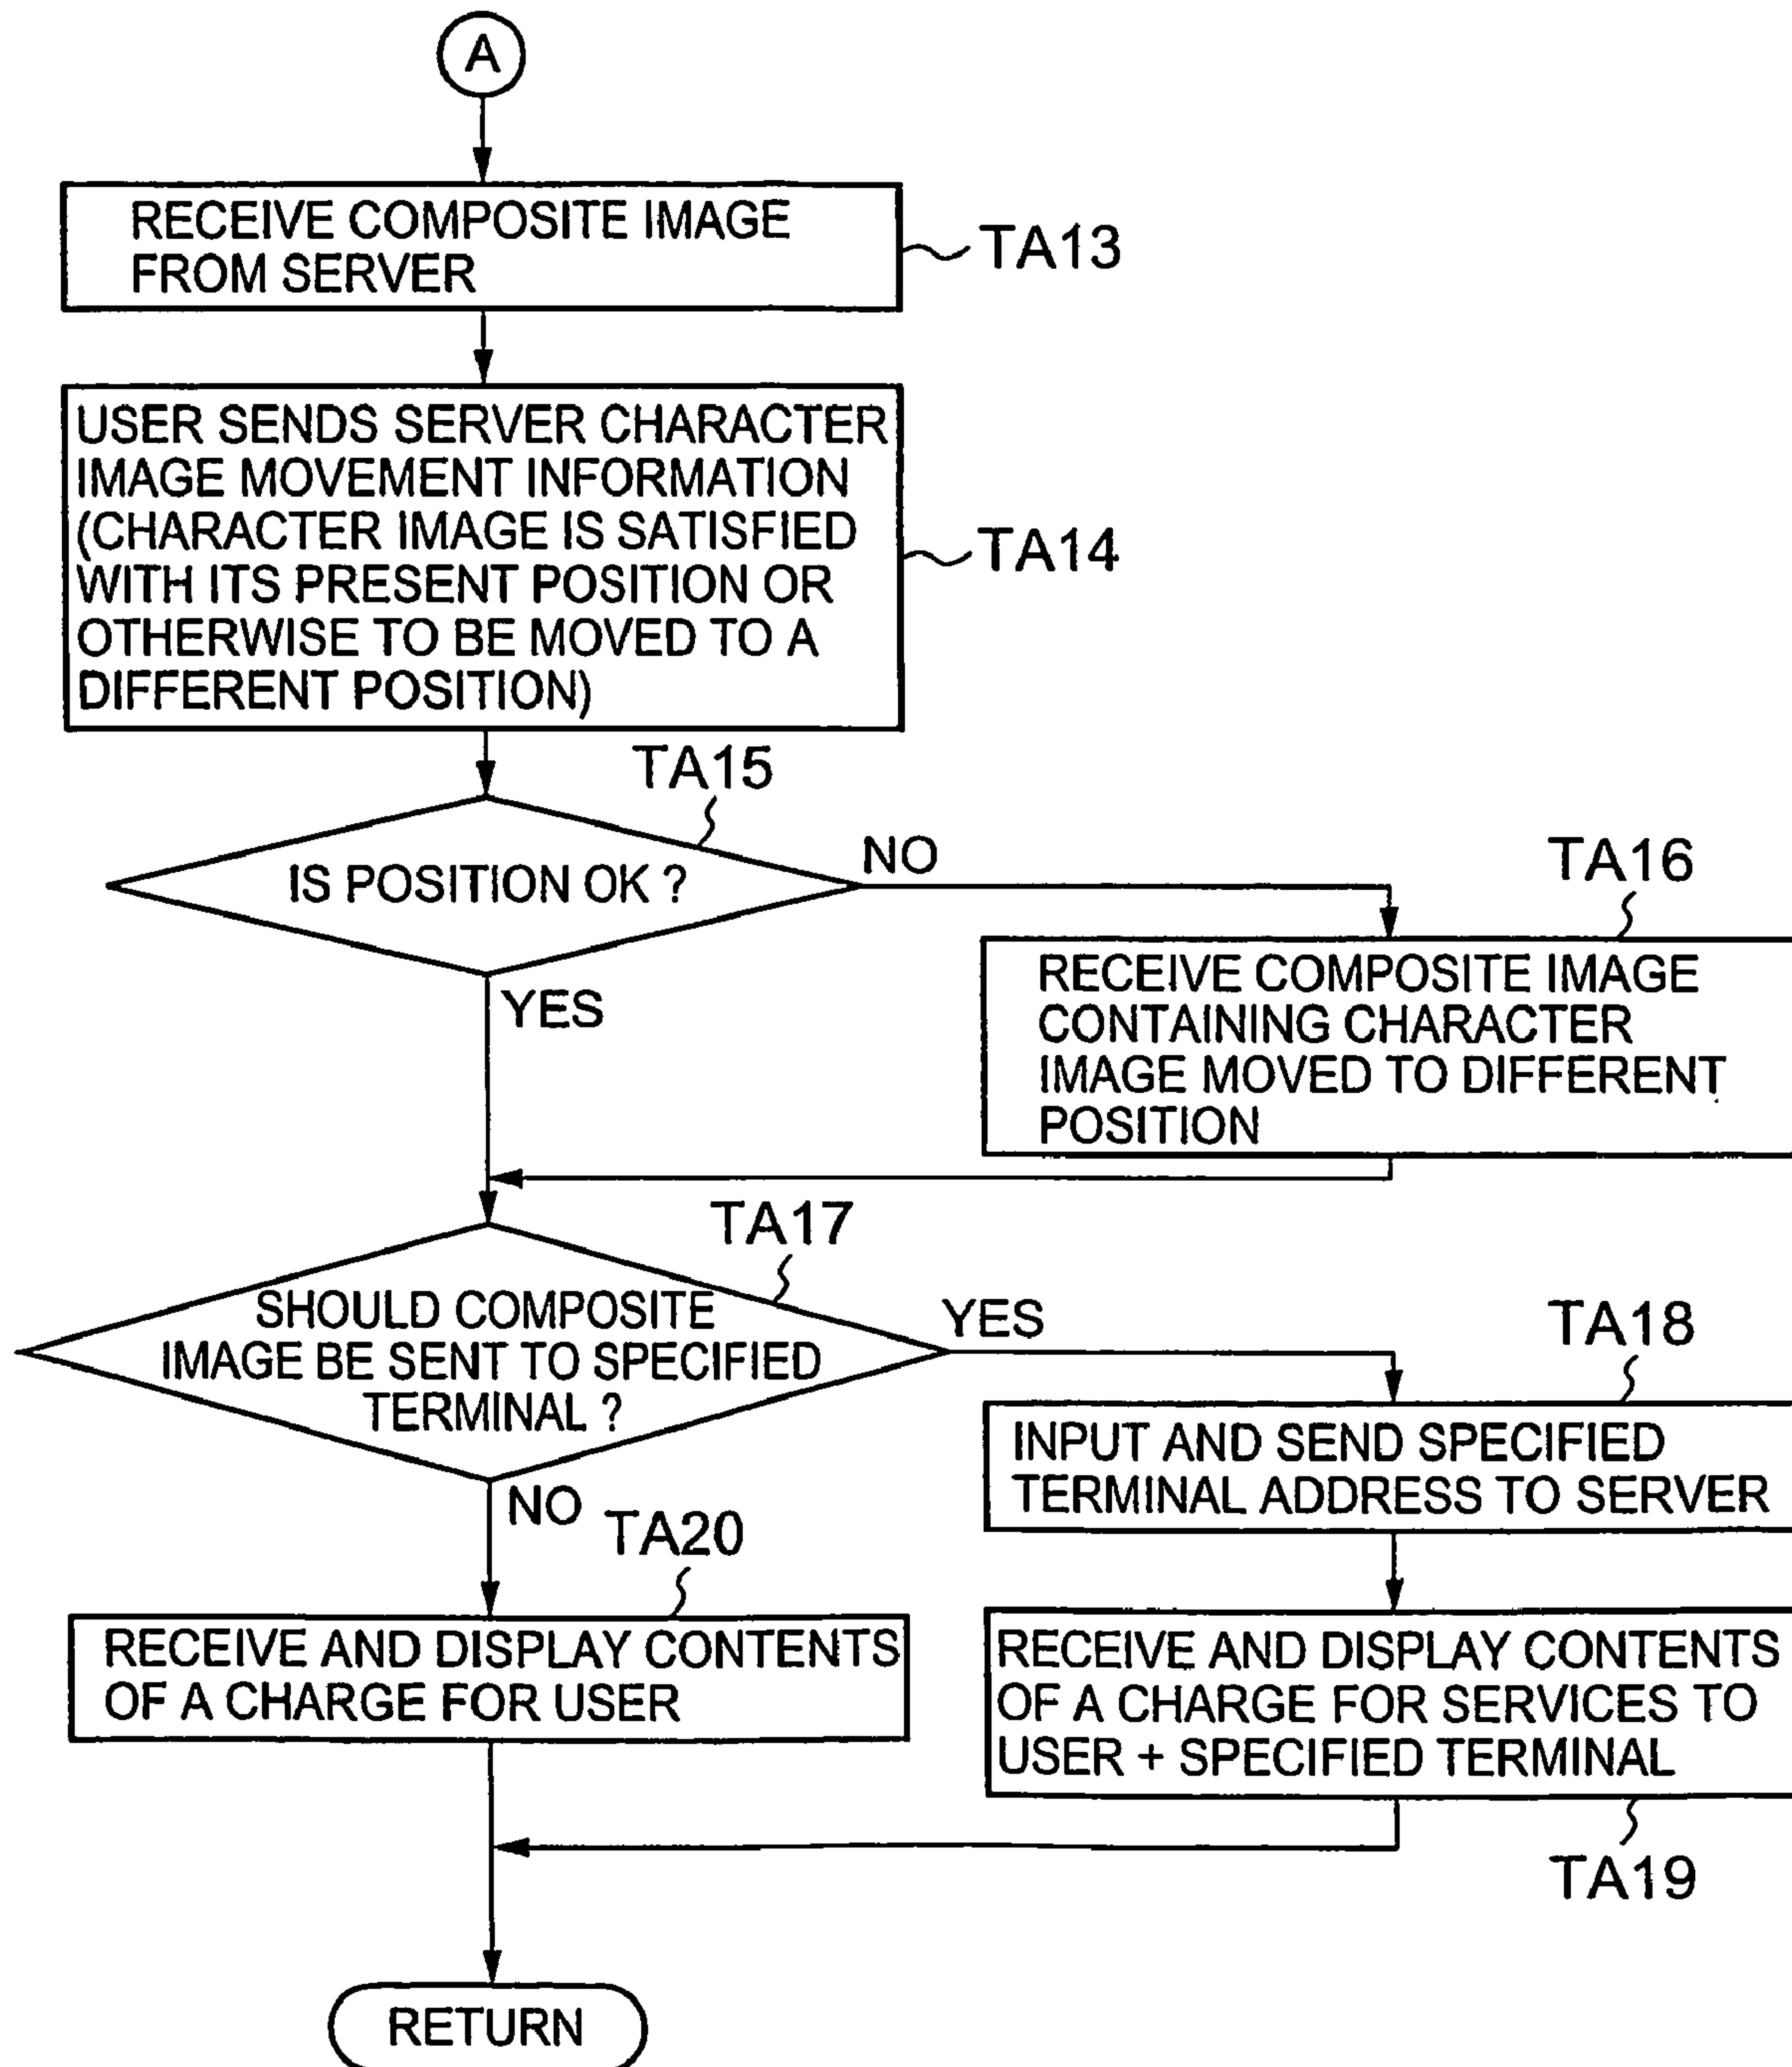 A
RECEIVE COMPOSITE IMAGE
FROM SERVER
TA13
USER SENDS SERVER CHARACTER
IMAGE MOVEMENT INFORMATION
(CHARACTER IMAGE IS SATISFIED
WITH ITS PRESENT POSITION OR
OTHERWISE TO BE MOVED TO A
DIFFERENT POSITION)
TA14
TA15
IS POSITION OK ?
NO
YES
TA16
RECEIVE COMPOSITE IMAGE
CONTAINING CHARACTER
IMAGE MOVED TO DIFFERENT
POSITION
TA17
SHOULD COMPOSITE
IMAGE BE SENT TO SPECIFIED
TERMINAL ?
YES
NO
TA18
INPUT AND SEND SPECIFIED
TERMINAL ADDRESS TO SERVER
TA20
RECEIVE AND DISPLAY CONTENTS
OF A CHARGE FOR USER
RECEIVE AND DISPLAY CONTENTS
OF A CHARGE FOR SERVICES TO
USER + SPECIFIED TERMINAL
TA19
RETURN